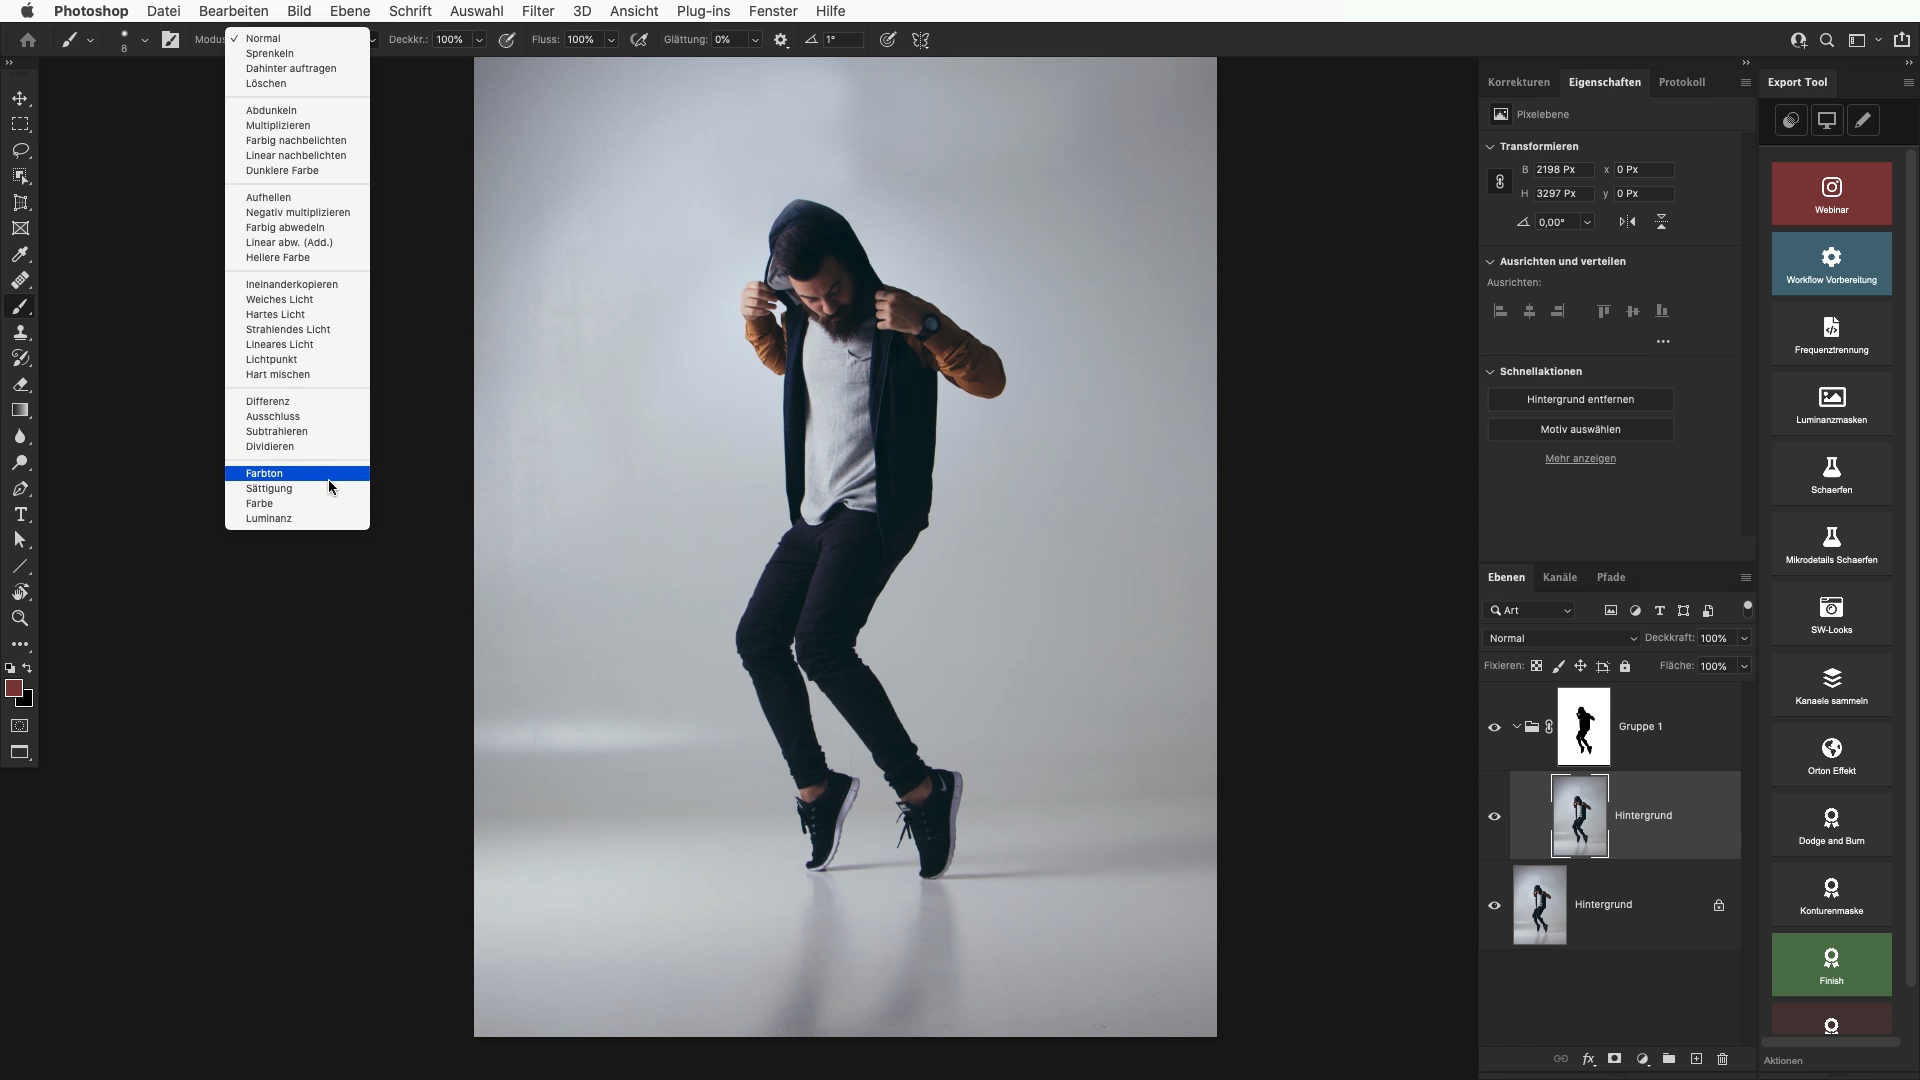 Photoshop Datei Bearbeiten Bild Ebene Schrift Auswahl Filter 3D Ansicht Plug-ins Fenster Hilfe
8 Modus Deckkr.: 100% Fluss: 100% Glättung: 0% 1°
Normal
Sprenkeln
Dahinter auftragen
Löschen
Abdunkeln
Multiplizieren
Farbig nachbelichten
Linear nachbelichten
Dunklere Farbe
Aufhellen
Negativ multiplizieren
Farbig abwedeln
Linear abw. (Add.)
Hellere Farbe
Ineinanderkopieren
Weiches Licht
Hartes Licht
Strahlendes Licht
Lineares Licht
Lichtpunkt
Hart mischen
Differenz
Ausschluss
Subtrahieren
Dividieren
Farbton
Sättigung
Farbe
Luminanz
Korrekturen Eigenschaften Protokoll
Pixelebene
Transformieren
B 2198 Px x 0 Px
H 3297 Px y 0 Px
0,00°
Ausrichten und verteilen
Ausrichten:
Schnellaktionen
Hintergrund entfernen
Motiv auswählen
Mehr anzeigen
Ebenen Kanäle Pfade
Art
Normal Deckkraft: 100%
Fixieren: Fläche: 100%
Gruppe 1
Hintergrund
Hintergrund
fx
Export Tool
Webinar
Workflow Vorbereitung
Frequenztrennung
Luminanzmasken
Schaerfen
Mikrodetails Schaerfen
SW-Looks
Kanaele sammeln
Orton Effekt
Dodge and Burn
Konturenmaske
Finish
Aktionen